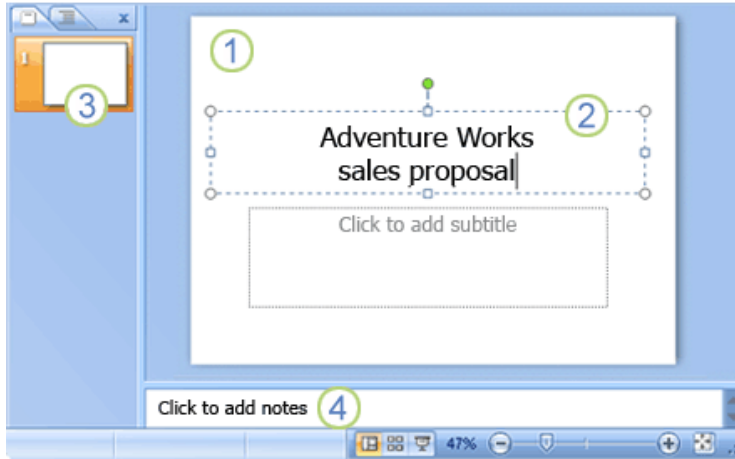 1
1
3
2
Adventure Works
sales proposal
Click to add subtitle
Click to add notes 4
47%